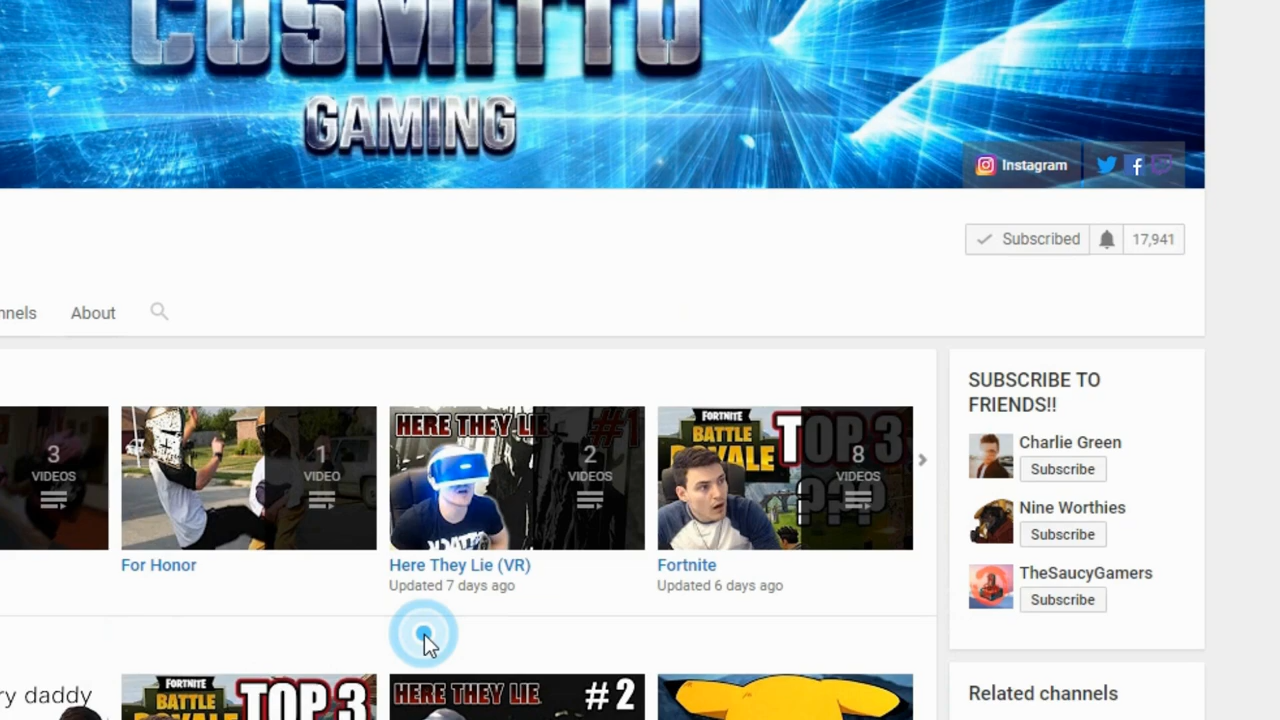 COSMITTO
GAMING
Instagram
Subscribed 17,941
nnels About
3 VIDEOS
1 VIDEO
HERE THEY LIE #1
2 VIDEOS
FORTNITE
BATTLE
ROYALE
TOP 3
???
8 VIDEOS
For Honor
Here They Lie (VR)
Updated 7 days ago
Fortnite
Updated 6 days ago
SUBSCRIBE TO
FRIENDS!!
Charlie Green
Subscribe
Nine Worthies
Subscribe
TheSaucyGamers
Subscribe
Related channels
ry daddy
FORTNITE
BATTLE
TOP 3
HERE THEY LIE #2